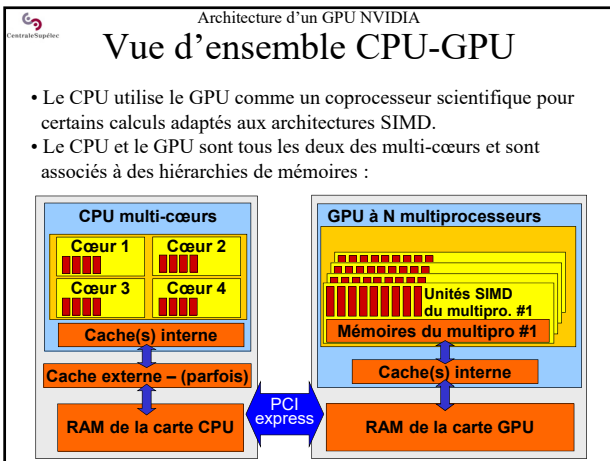 CentraleSupélec
Architecture d'un GPU NVIDIA
Vue d'ensemble CPU-GPU
• Le CPU utilise le GPU comme un coprocesseur scientifique pour
certains calculs adaptés aux architectures SIMD.
• Le CPU et le GPU sont tous les deux des multi-cœurs et sont
associés à des hiérarchies de mémoires :
CPU multi-cœurs
Cœur 1
Cœur 2
Cœur 3
Cœur 4
Cache(s) interne
Cache externe – (parfois)
RAM de la carte CPU
PCI
express
GPU à N multiprocesseurs
Unités SIMD
du multipro. #1
Mémoires du multipro #1
Cache(s) interne
RAM de la carte GPU